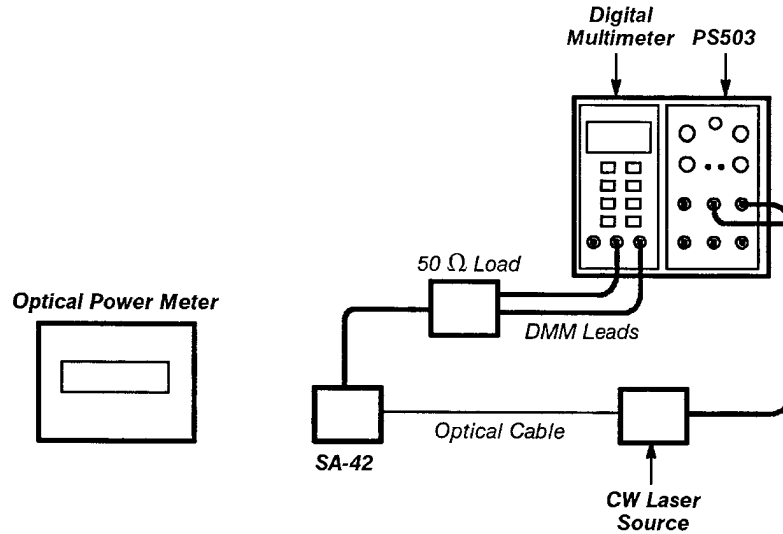 Digital
Multimeter PS503
50 Ω Load
Optical Power Meter
DMM Leads
Optical Cable
SA-42
CW Laser
Source